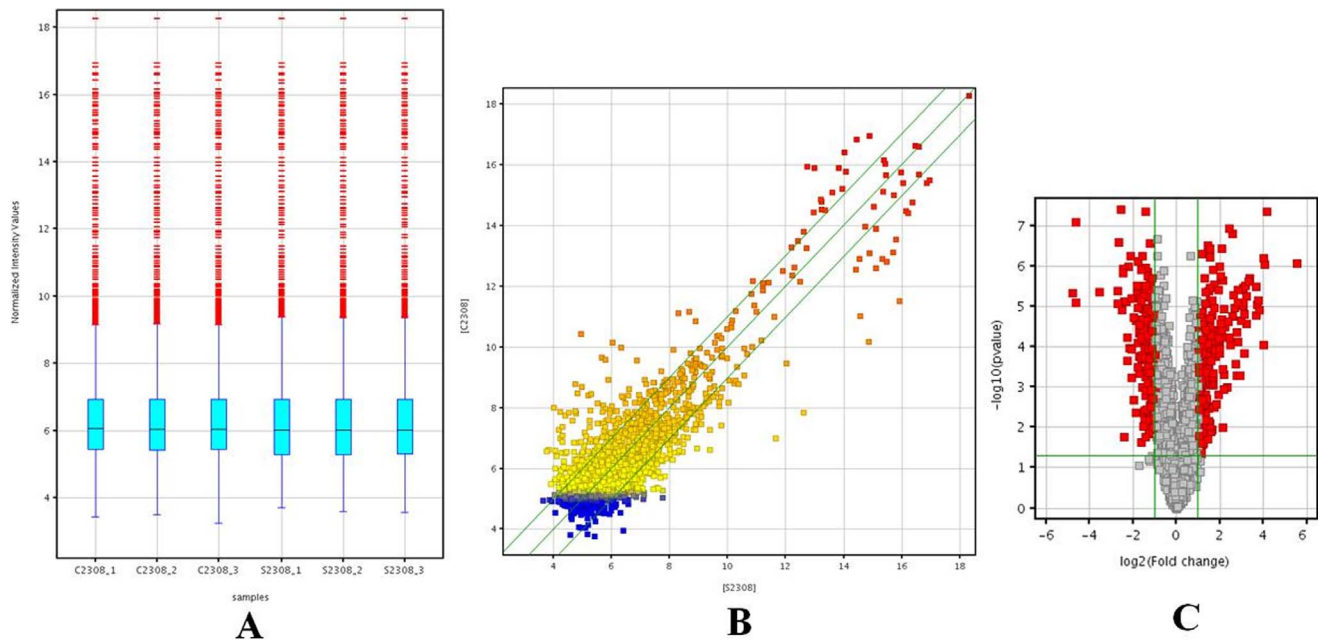 18
16
14
12
10
8
6
4
Normalized Intensity Values
C2308_1 C2308_2 C2308_3 S2308_1 S2308_2 S2308_3
samples
A
18
16
14
12
10
8
6
4
[C2308]
4 6 8 10 12 14 16 18
[S2308]
B
7
6
5
4
3
2
1
0
-log10(pvalue)
-6 -4 -2 0 2 4 6
log2(Fold change)
C